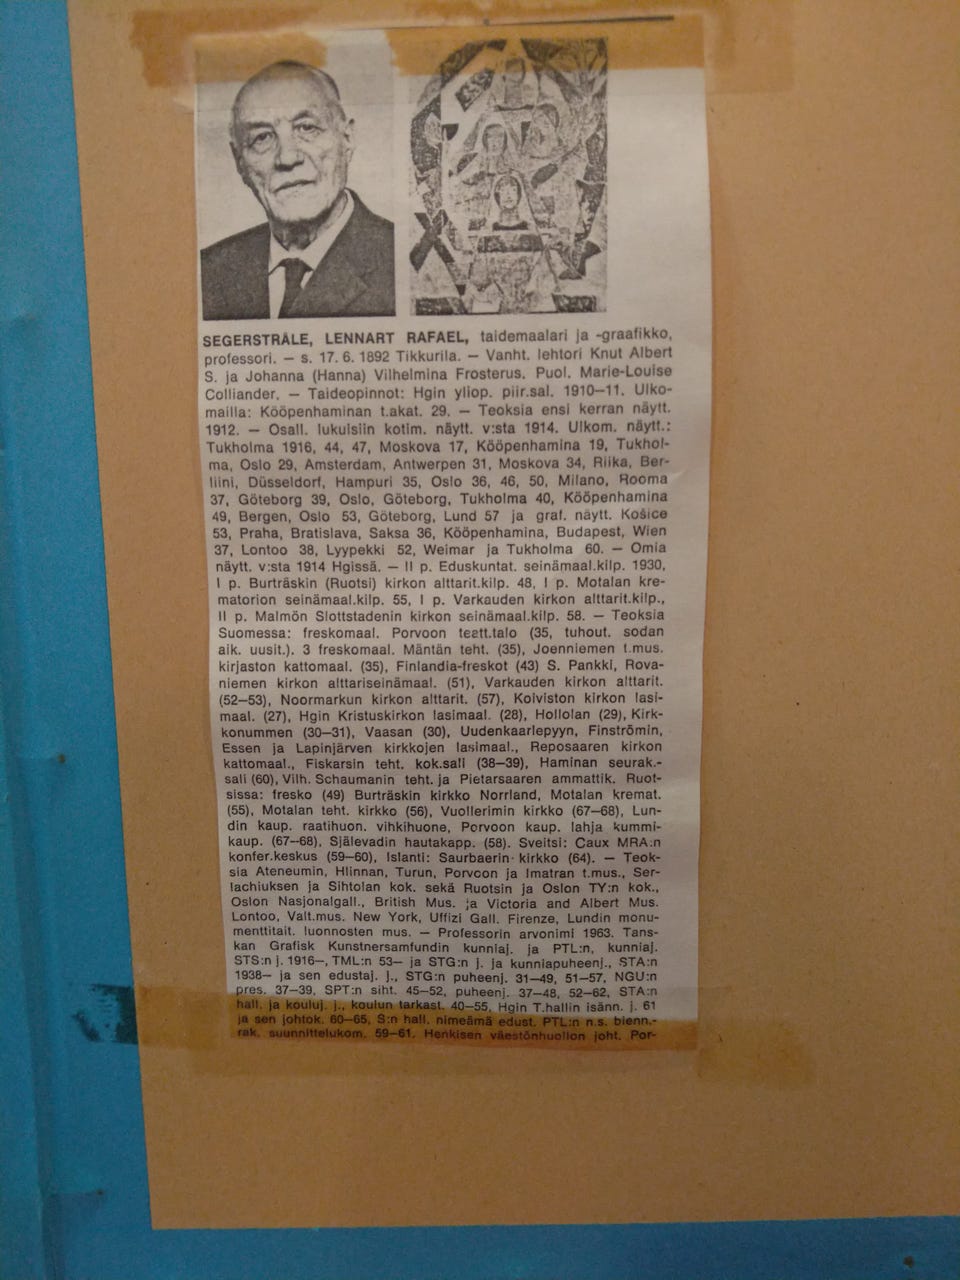 SEGERSTRÅLE, LENNART RAFAEL, taidemaalari ja -graafikko,
professori. — s. 17. 6. 1892 Tikkurila. — Vanht. lehtori Knut Albert
S. ja Johanna (Hanna) Vilhelmina Frosterus. Puol. Marie-Louise
Colliander. — Taideopinnot: Hgin yliop. piir.sal. 1910—11. Ulko-
mailla: Kööpenhaminan t.akat. 29. — Teoksia ensi kerran näytt.
1912. — Osall. lukuisiin kotim. näytt. v:sta 1914. Ulkom. näytt.:
Tukholma 1916, 44, 47, Moskova 17, Kööpenhamina 19, Tukhol-
ma, Oslo 29, Amsterdam, Antwerpen 31, Moskova 34, Riika, Ber-
liini, Düsseldorf, Hampuri 35, Oslo 36, 46, 50, Milano, Rooma
37, Göteborg 39, Oslo, Göteborg, Tukholma 40, Kööpenhamina
49, Bergen, Oslo 53, Göteborg, Lund 57 ja graf. näytt. Košice
53, Praha, Bratislava, Saksa 36, Kööpenhamina, Budapest, Wien
37, Lontoo 38, Lyypekki 52, Weimar ja Tukholma 60. — Omia
näytt. v:sta 1914 Hgissä. — II p. Eduskuntat. seinämaal.kilp. 1930,
I p. Burträskin (Ruotsi) kirkon alttarit.kilp. 48, I p. Motalan kre-
matorion seinämaal.kilp. 55, I p. Varkauden kirkon alttarit.kilp.,
II p. Malmön Slottstadenin kirkon seinämaal.kilp. 58. — Teoksia
Suomessa: freskomaal. Porvoon teatt.talo (35, tuhout. sodan
aik. uusit.). 3 freskomaal. Mäntän teht. (35), Joenniemen t.mus.
kirjaston kattomaal. (35), Finlandia-freskot (43) S. Pankki, Rova-
niemen kirkon alttariseinämaal. (51), Varkauden kirkon alttarit.
(52—53), Noormarkun kirkon alttarit. (57), Koiviston kirkon lasi-
maal. (27), Hgin Kristuskirkon lasimaal. (28), Hollolan (29), Kirk-
konummen (30—31), Vaasan (30), Uudenkaarlepyyn, Finströmin,
Essen ja Lapinjärven kirkkojen lasimaal., Reposaaren kirkon
kattomaal., Fiskarsin teht. kok.sali (38—39), Haminan seurak.-
sali (60), Vilh. Schaumanin teht. ja Pietarsaaren ammattik. Ruot-
sissa: fresko (49) Burträskin kirkko Norrland, Motalan kremat.
(55), Motalan teht. kirkko (56), Vuollerimin kirkko (67—68), Lun-
din kaup. raatihuon. vihkihuone, Porvoon kaup. lahja kummi-
kaup. (67—68), Själevadin hautakapp. (58). Sveitsi: Caux MRA:n
konfer.keskus (59—60), Islanti: Saurbaerin kirkko (64). — Teok-
sia Ateneumin, Hlinnan, Turun, Porvoon ja Imatran t.mus., Ser-
lachiuksen ja Sihtolan kok. sekä Ruotsin ja Oslon TY:n kok.,
Oslon Nasjonalgall., British Mus. ja Victoria and Albert Mus.
Lontoo, Valt.mus. New York, Uffizi Gall. Firenze, Lundin monu-
menttitait. luonnosten mus. — Professorin arvonimi 1963. Tans-
kan Grafisk Kunstnersamfundin kunniaj. ja PTL:n, kunniaj.
STS:n j. 1916—, TML:n 53— ja STG:n j. ja kunniapuheenj., STA:n
1938— ja sen edustaj. j., STG:n puheenj. 31—49, 51—57, NGU:n
pres. 37—39, SPT:n siht. 45—52, puheenj. 37—48, 52—62, STA:n
hall. ja kouluj. j., koulun tarkast. 40—55, Hgin T.hallin isänn. j. 61
ja sen johtok. 60—65, S:n hall. nimeämä edust. PTL:n n.s. bienn.-
rak. suunnittelukom. 59—61. Henkisen väestönhuollon joht. Por-